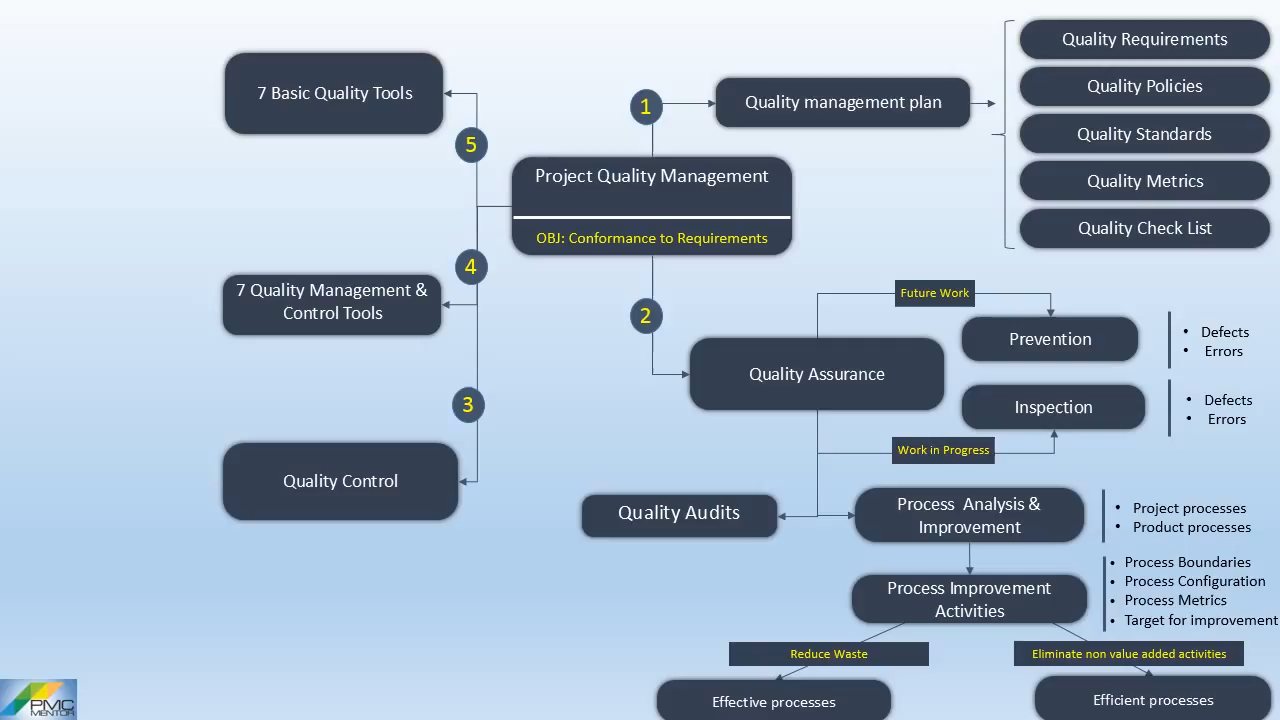 Quality Requirements
7 Basic Quality Tools
Quality Policies
1
Quality management plan
Quality Standards
5
Project Quality Management
Quality Metrics
OBJ: Conformance to Requirements
Quality Check List
4
7 Quality Management &
Control Tools
2
Future Work
Prevention
• Defects
• Errors
Quality Assurance
3
Inspection
• Defects
• Errors
Work in Progress
Quality Control
Quality Audits
Process Analysis &
Improvement
• Project processes
• Product processes
Process Improvement
Activities
• Process Boundaries
• Process Configuration
• Process Metrics
• Target for improvement
Reduce Waste
Eliminate non value added activities
Effective processes
Efficient processes
PMC
MENTOR